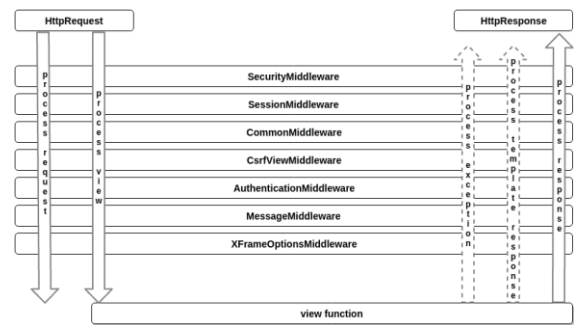 HttpRequest
HttpResponse
process request
process view
SecurityMiddleware
SessionMiddleware
CommonMiddleware
CsrfViewMiddleware
AuthenticationMiddleware
MessageMiddleware
XFrameOptionsMiddleware
process exception
process template response
process response
view function